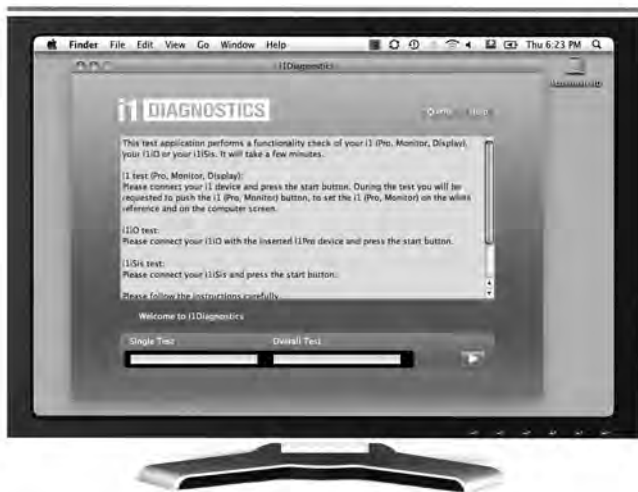 Finder File Edit View Go Window Help Thu 6:23 PM
i1Diagnostics
i1 DIAGNOSTICS
Help
This test application performs a functionality check of your i1 (Pro, Monitor, Display),
your i1iO or your i1iSis. It will take a few minutes.
i1 test (Pro, Monitor, Display):
Please connect your i1 device and press the start button. During the test you will be
requested to push the i1 (Pro, Monitor) button, to set the i1 (Pro, Monitor) on the white
reference and on the computer screen.
i1iO test:
Please connect your i1iO with the inserted i1Pro device and press the start button.
i1iSis test:
Please connect your i1iSis and press the start button.
Please follow the instructions carefully.
Welcome to i1Diagnostics
Single Test Overall Test